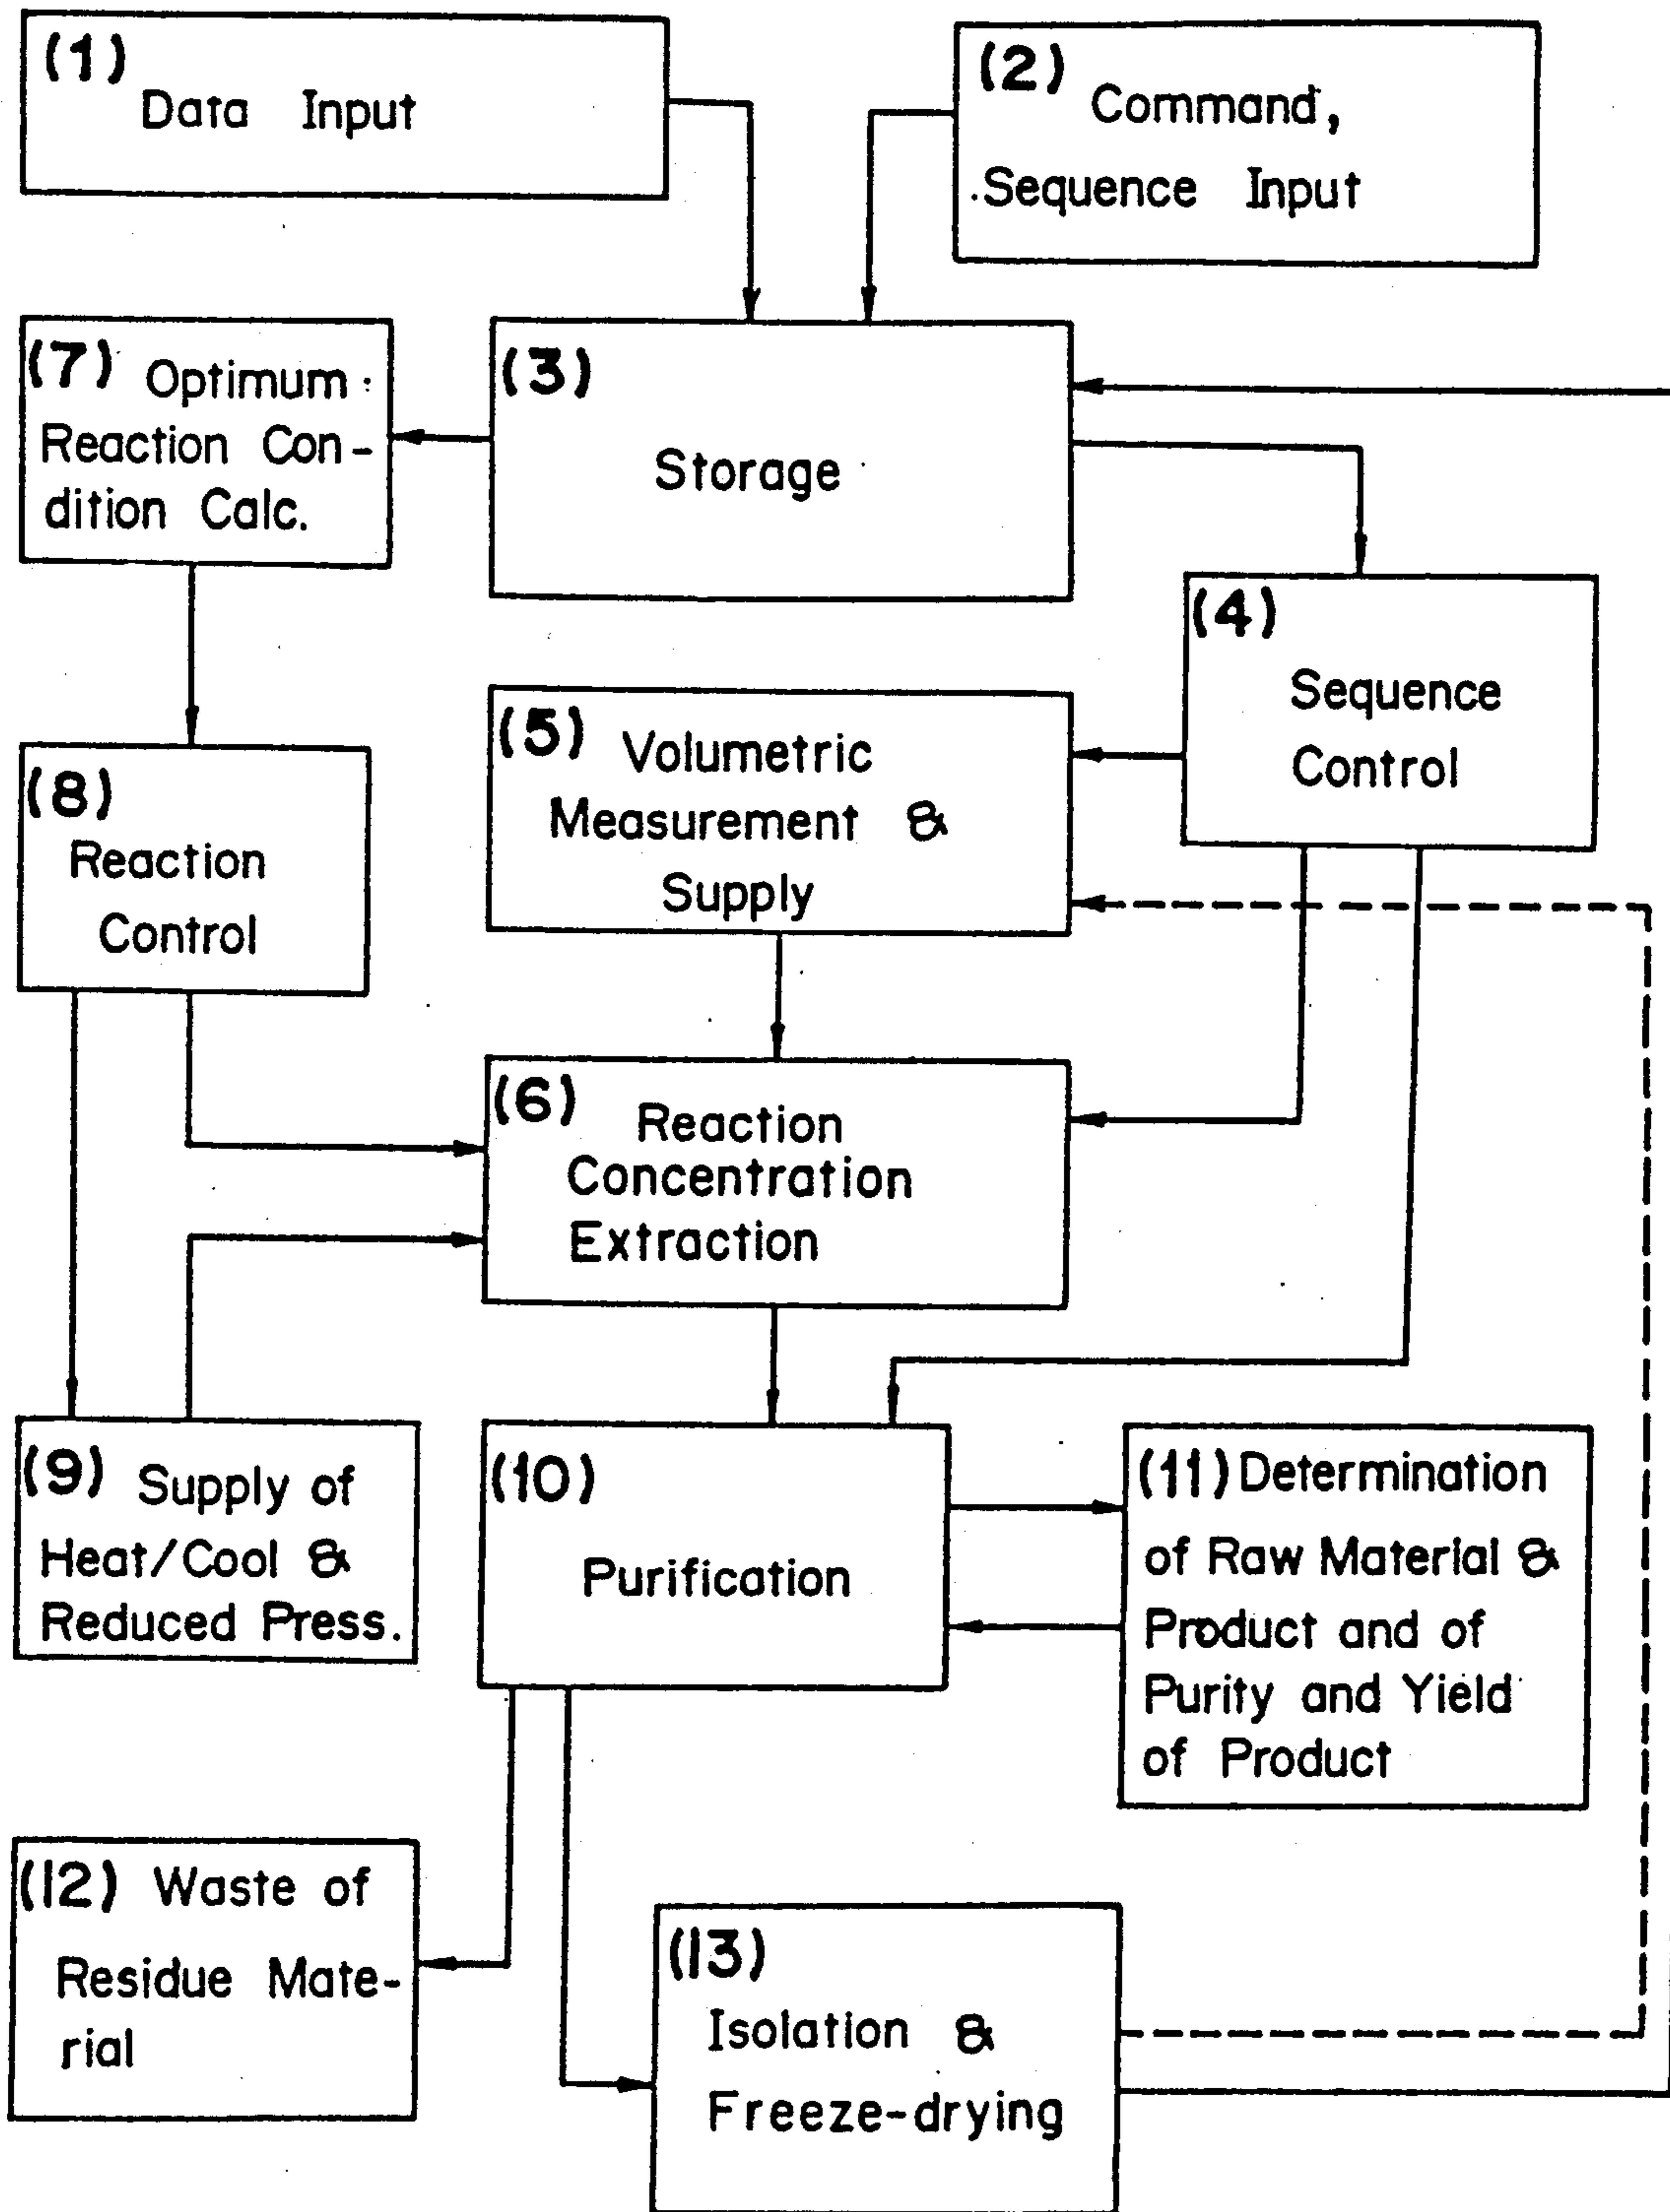 (1)
Data Input
(2) Command,
Sequence Input
(3)
Storage
(4)
Sequence
Control
(5) Volumetric
Measurement &
Supply
(6) Reaction
Concentration
Extraction
(7) Optimum
Reaction Con-
dition Calc.
(8)
Reaction
Control
(9) Supply of
Heat/Cool &
Reduced Press.
(10)
Purification
(11) Determination
of Raw Material &
Product and of
Purity and Yield
of Product
(12) Waste of
Residue Mate-
rial
(13)
Isolation &
Freeze-drying